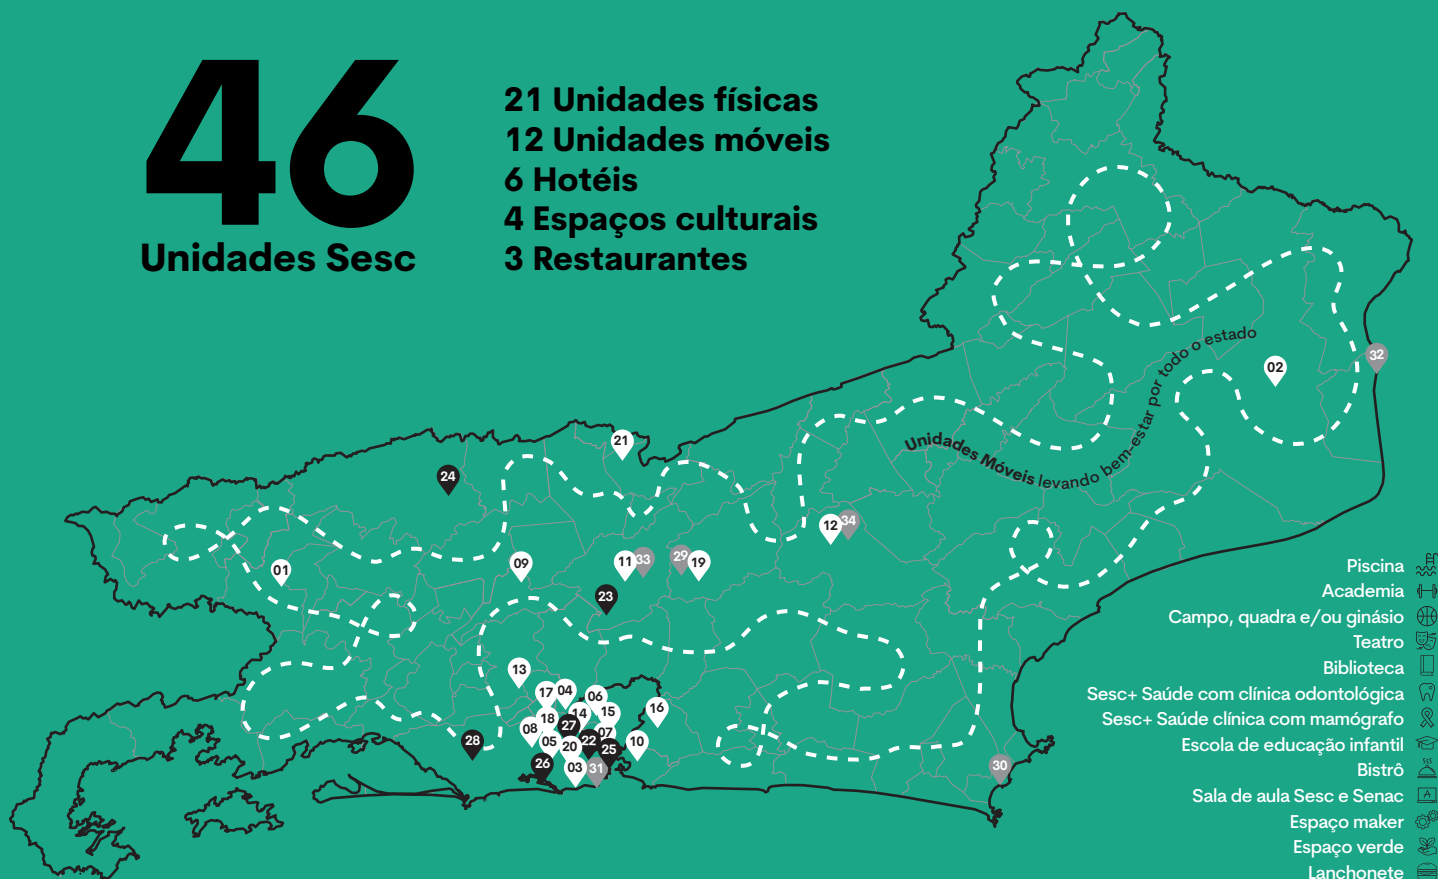 46
Unidades Sesc
21 Unidades físicas
12 Unidades móveis
6 Hotéis
4 Espaços culturais
3 Restaurantes
Unidades Móveis levando bem-estar por todo o estado
32
02
21
24
12
34
01
09
11
33
29
19
23
13
17
04
06
16
18
14
15
08
27
07
05
20
22
25
10
26
03
31
28
30
Piscina
Academia
Campo, quadra e/ou ginásio
Teatro
Biblioteca
Sesc+ Saúde com clínica odontológica
Sesc+ Saúde clínica com mamógrafo
Escola de educação infantil
Bistrô
Sala de aula Sesc e Senac
Espaço maker
Espaço verde
Lanchonete